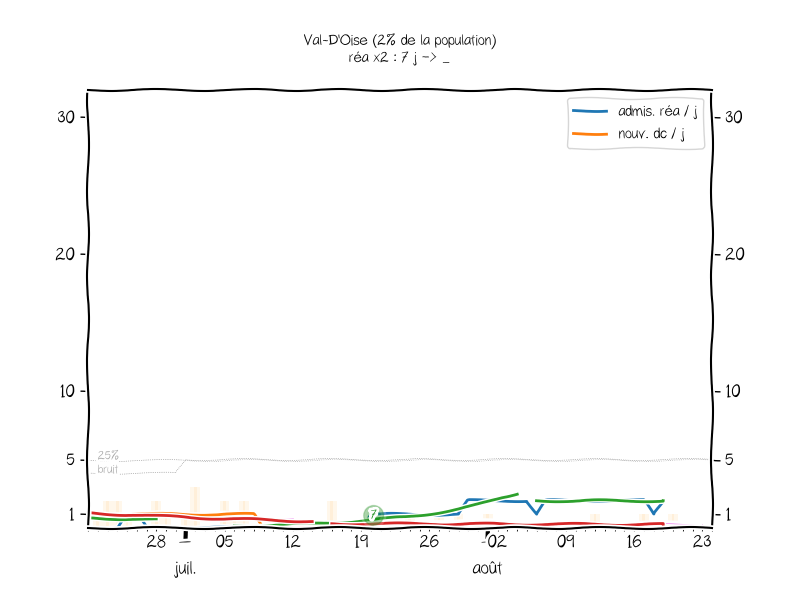 Val-D'Oise (2% de la population)
réa x2 : 7 j -> _
admis. réa / j
nouv. dc / j
30 30
20 20
10 10
5 5
25%
bruit
1 1
7
28 05 12 19 26 02 09 16 23
juil. août